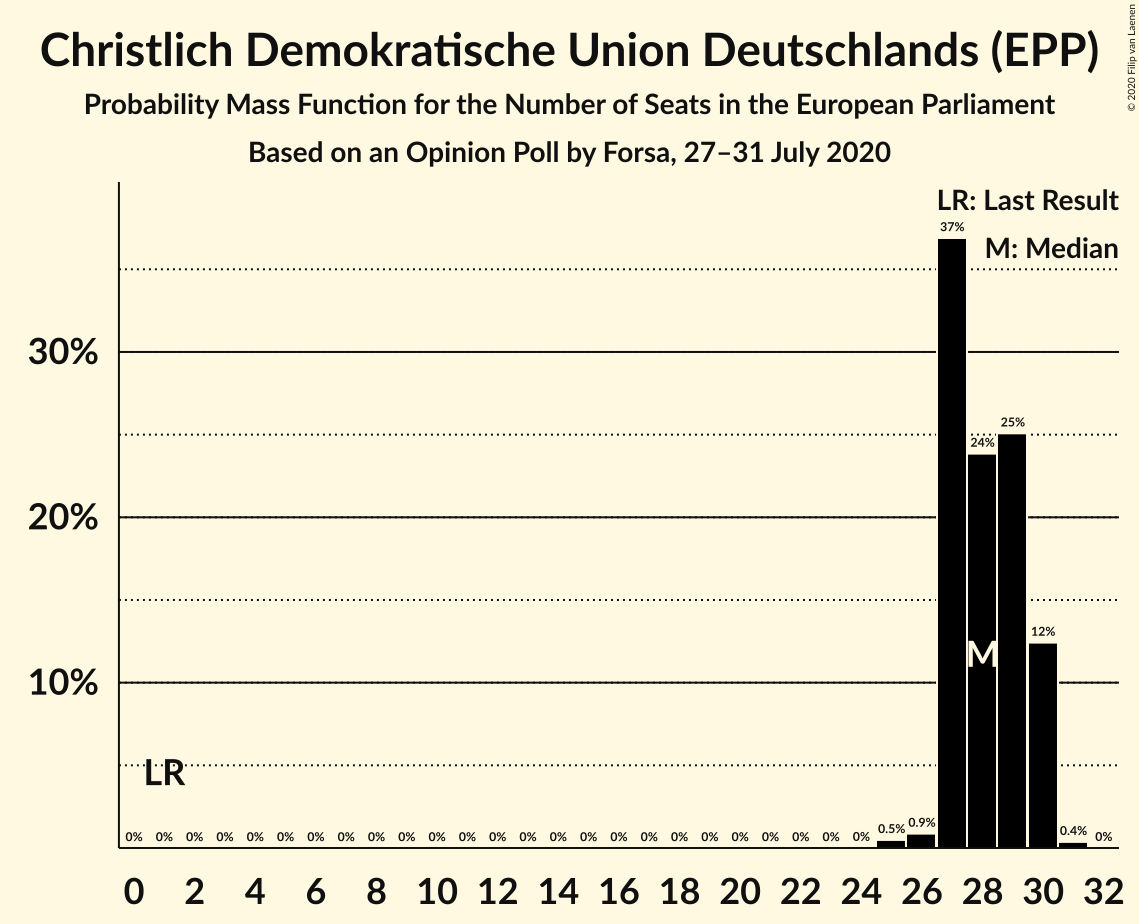 Christlich Demokratische Union Deutschlands (EPP)
Probability Mass Function for the Number of Seats in the European Parliament
Based on an Opinion Poll by Forsa, 27–31 July 2020
© 2020 Filip van Laenen
LR: Last Result
M: Median
37%
30%
25%
24%
20%
12%
M
10%
LR
0% 0% 0% 0% 0% 0% 0% 0% 0% 0% 0% 0% 0% 0% 0% 0% 0% 0% 0% 0% 0% 0% 0% 0% 0% 0.5% 0.9% 0.4% 0%
0 2 4 6 8 10 12 14 16 18 20 22 24 26 28 30 32